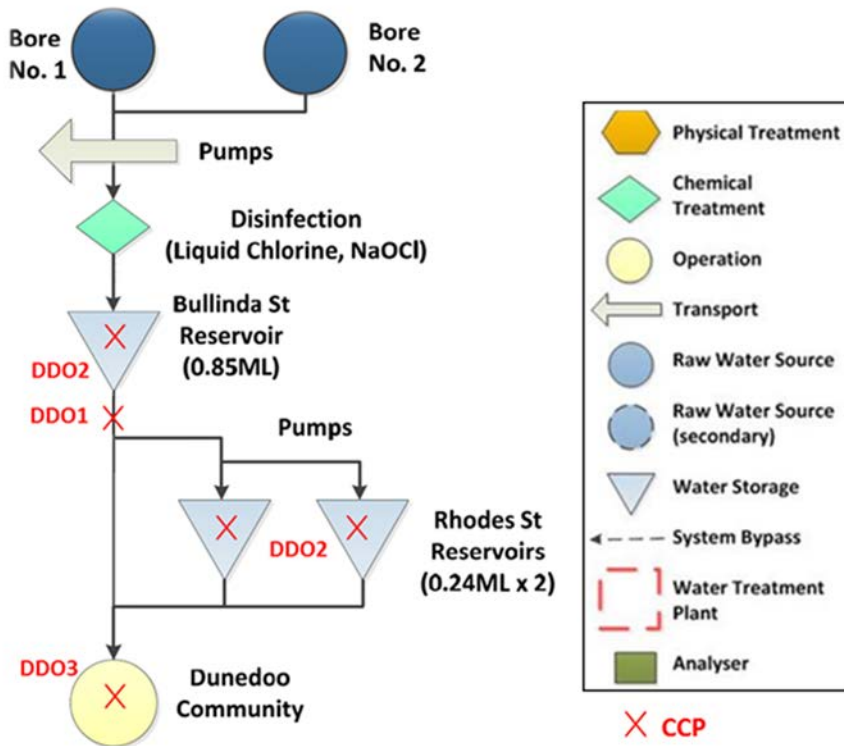 Bore
No. 1
Bore
No. 2
Pumps
Disinfection
(Liquid Chlorine, NaOCl)
Bullinda St
Reservoir
(0.85ML)
DDO2
DDO1
Pumps
DDO2
Rhodes St
Reservoirs
(0.24ML x 2)
DDO3
Dunedoo
Community
Physical Treatment
Chemical
Treatment
Operation
Transport
Raw Water Source
Raw Water Source
(secondary)
Water Storage
System Bypass
Water Treatment
Plant
Analyser
CCP